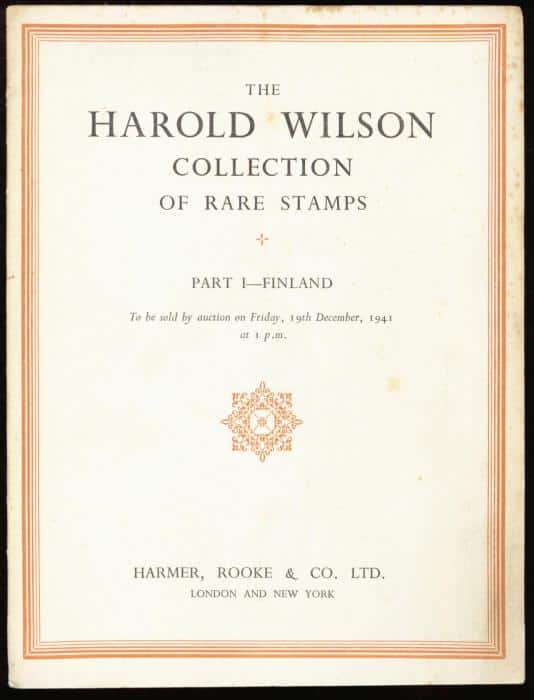 THE
HAROLD WILSON
COLLECTION
OF RARE STAMPS
PART I—FINLAND
To be sold by auction on Friday, 19th December, 1941
at 1 p.m.
HARMER, ROOKE & CO. LTD.
LONDON AND NEW YORK